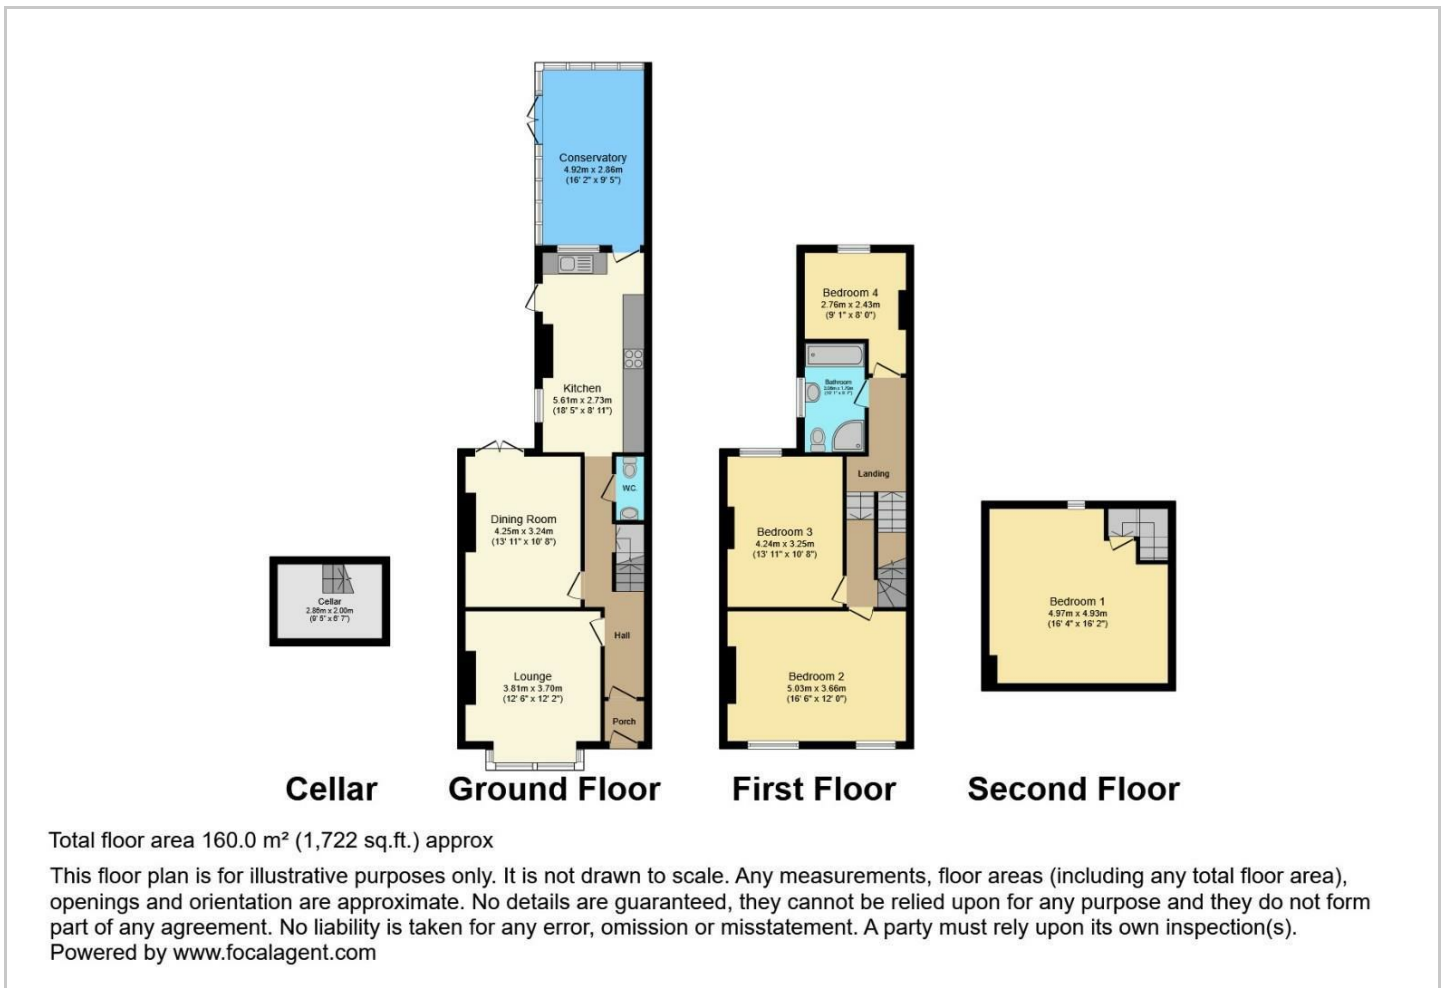 Conservatory
4.92m x 2.86m
(16' 2" x 9' 5")
Kitchen
5.61m x 2.73m
(18' 5" x 8' 11")
W.C.
Dining Room
4.25m x 3.24m
(13' 11" x 10' 8")
Hall
Lounge
3.81m x 3.70m
(12' 6" x 12' 2")
Porch
Cellar
2.86m x 2.00m
(9' 5" x 6' 7")
Bedroom 4
2.76m x 2.43m
(9' 1" x 8' 0")
Bathroom
Landing
Bedroom 3
4.24m x 3.25m
(13' 11" x 10' 8")
Bedroom 2
5.03m x 3.66m
(16' 6" x 12' 0")
Bedroom 1
4.97m x 4.93m
(16' 4" x 16' 2")
Cellar
Ground Floor
First Floor
Second Floor
Total floor area 160.0 m² (1,722 sq.ft.) approx
This floor plan is for illustrative purposes only. It is not drawn to scale. Any measurements, floor areas (including any total floor area),
openings and orientation are approximate. No details are guaranteed, they cannot be relied upon for any purpose and they do not form
part of any agreement. No liability is taken for any error, omission or misstatement. A party must rely upon its own inspection(s).
Powered by www.focalagent.com